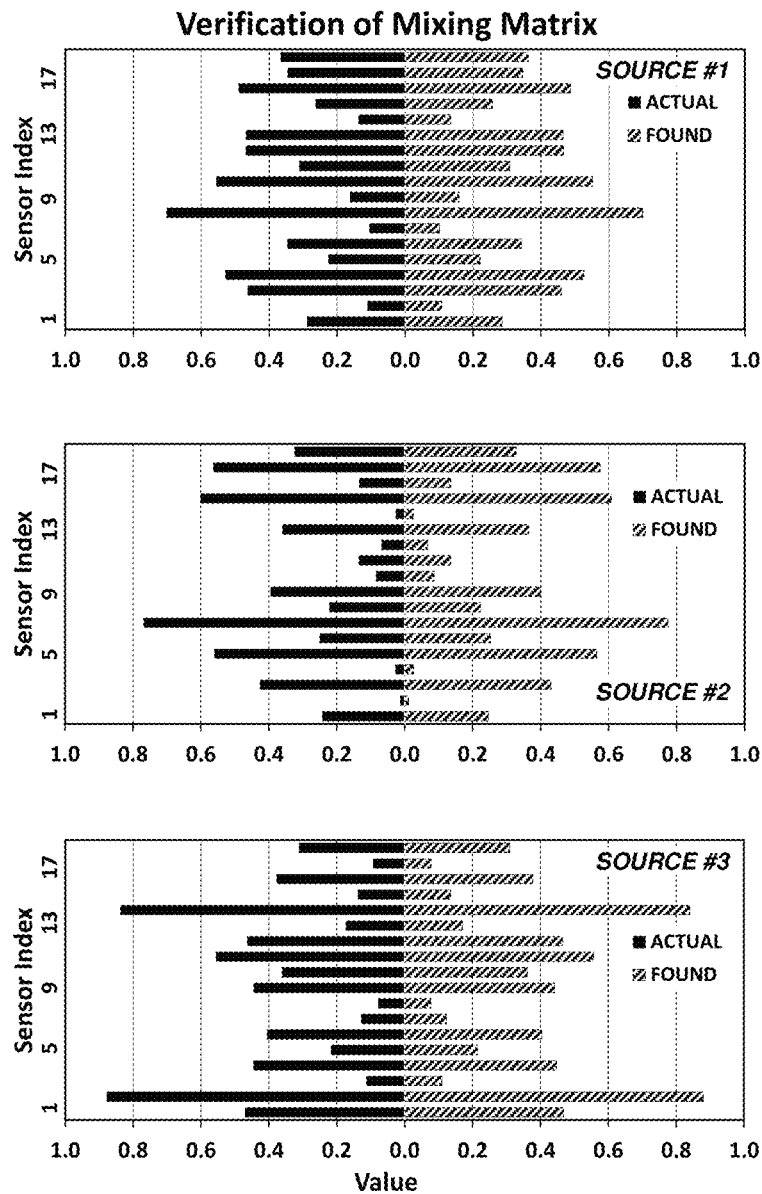 Verification of Mixing Matrix
SOURCE #1
ACTUAL
FOUND
Sensor Index
17
13
9
5
1
1.0 0.8 0.6 0.4 0.2 0.0 0.2 0.4 0.6 0.8 1.0
ACTUAL
FOUND
SOURCE #2
Sensor Index
17
13
9
5
1
1.0 0.8 0.6 0.4 0.2 0.0 0.2 0.4 0.6 0.8 1.0
SOURCE #3
ACTUAL
FOUND
Sensor Index
17
13
9
5
1
1.0 0.8 0.6 0.4 0.2 0.0 0.2 0.4 0.6 0.8 1.0
Value